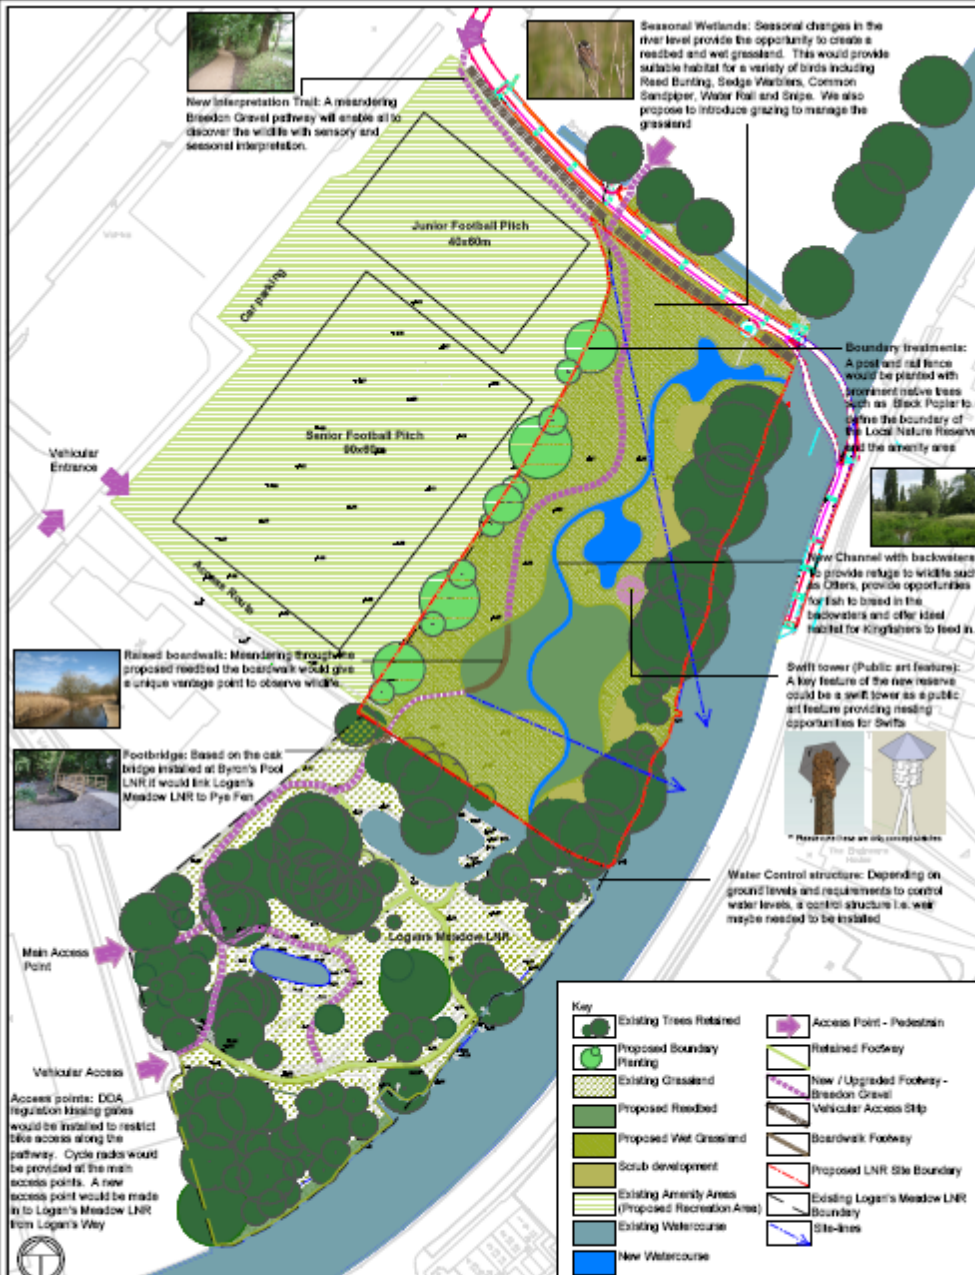 New Interpretation Trail: A meandering
Breedon Gravel pathway will enable all to
discover the wildlife with sensory and
seasonal interpretation.
Seasonal Wetlands: Seasonal changes in the
river level provide the opportunity to create a
reedbed and wet grassland. This would provide
suitable habitat for a variety of birds including
Reed Bunting, Sedge Warblers, Common
Sandpiper, Water Rail and Snipe. We also
propose to introduce grazing to manage the
grassland
Junior Football Pitch
40x60m
Car parking
Senior Football Pitch
90x60m
Vehicular
Entrance
Access Route
Boundary treatments:
A post and rail fence
would be planted with
prominent native trees
such as Black Poplar to
define the boundary of
the Local Nature Reserve
and the amenity area
New Channel with backwaters
to provide refuge to wildlife such
as Otters, provide opportunities
for fish to breed in the
backwaters and offer ideal
habitat for Kingfishers to feed in.
Raised boardwalk: Meandering through the
proposed reedbed the boardwalk would give
a unique vantage point to observe wildlife.
Swift tower (Public art feature):
A key feature of the new reserve
could be a swift tower as a public
art feature providing nesting
opportunities for Swifts
Footbridge: Based on the oak
bridge installed at Byron's Pool
LNR it would link Logan's
Meadow LNR to Pye Fen
Water Control structure: Depending on
ground levels and requirements to control
water levels, a control structure i.e. weir
maybe needed to be installed
Logan's Meadow LNR
Main Access
Point
Vehicular Access
Access points: DDA
regulation kissing gates
would be installed to restrict
bike access along the
pathway. Cycle racks would
be provided at the main
access points. A new
access point would be made
in to Logan's Meadow LNR
from Logan's Way
Key
Existing Trees Retained
Proposed Boundary
Planting
Existing Grassland
Proposed Reedbed
Proposed Wet Grassland
Scrub development
Existing Amenity Areas
(Proposed Recreation Area)
Existing Watercourse
New Watercourse
Access Point - Pedestrain
Retained Footway
New / Upgraded Footway -
Breedon Gravel
Vehicular Access Strip
Boardwalk Footway
Proposed LNR Site Boundary
Existing Logan's Meadow LNR
Boundary
Site-lines